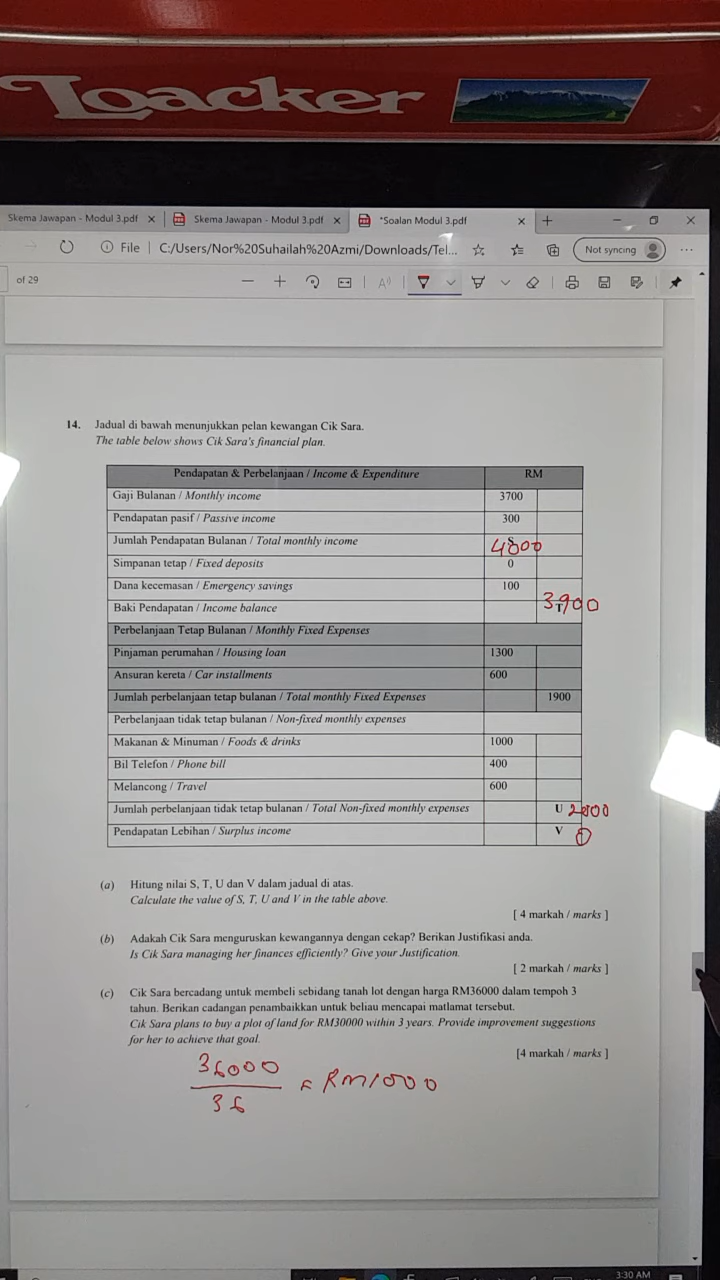 Loacker
Skema Jawapan - Modul 3.pdf
Skema Jawapan - Modul 3.pdf
*Soalan Modul 3.pdf
File
C:/Users/Nor%20Suhailah%20Azmi/Downloads/Tel...
Not syncing
of 29
14. Jadual di bawah menunjukkan pelan kewangan Cik Sara.
The table below shows Cik Sara's financial plan.
Pendapatan & Perbelanjaan / Income & Expenditure RM
Gaji Bulanan / Monthly income 3700
Pendapatan pasif / Passive income 300
Jumlah Pendapatan Bulanan / Total monthly income S 4000
Simpanan tetap / Fixed deposits 0
Dana kecemasan / Emergency savings 100
Baki Pendapatan / Income balance T 3900
Perbelanjaan Tetap Bulanan / Monthly Fixed Expenses
Pinjaman perumahan / Housing loan 1300
Ansuran kereta / Car installments 600
Jumlah perbelanjaan tetap bulanan / Total monthly Fixed Expenses 1900
Perbelanjaan tidak tetap bulanan / Non-fixed monthly expenses
Makanan & Minuman / Foods & drinks 1000
Bil Telefon / Phone bill 400
Melancong / Travel 600
Jumlah perbelanjaan tidak tetap bulanan / Total Non-fixed monthly expenses U 2000
Pendapatan Lebihan / Surplus income V
(a) Hitung nilai S, T, U dan V dalam jadual di atas.
Calculate the value of S, T, U and V in the table above.
[ 4 markah / marks ]
(b) Adakah Cik Sara menguruskan kewangannya dengan cekap? Berikan Justifikasi anda.
Is Cik Sara managing her finances efficiently? Give your Justification.
[ 2 markah / marks ]
(c) Cik Sara bercadang untuk membeli sebidang tanah lot dengan harga RM36000 dalam tempoh 3
tahun. Berikan cadangan penambaikkan untuk beliau mencapai matlamat tersebut.
Cik Sara plans to buy a plot of land for RM30000 within 3 years. Provide improvement suggestions
for her to achieve that goal.
[4 markah / marks ]
36000
36
= RM1000
3:30 AM